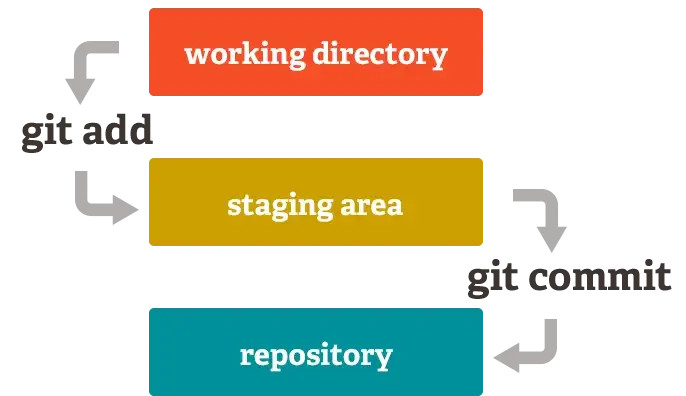 working directory
git add
staging area
git commit
repository